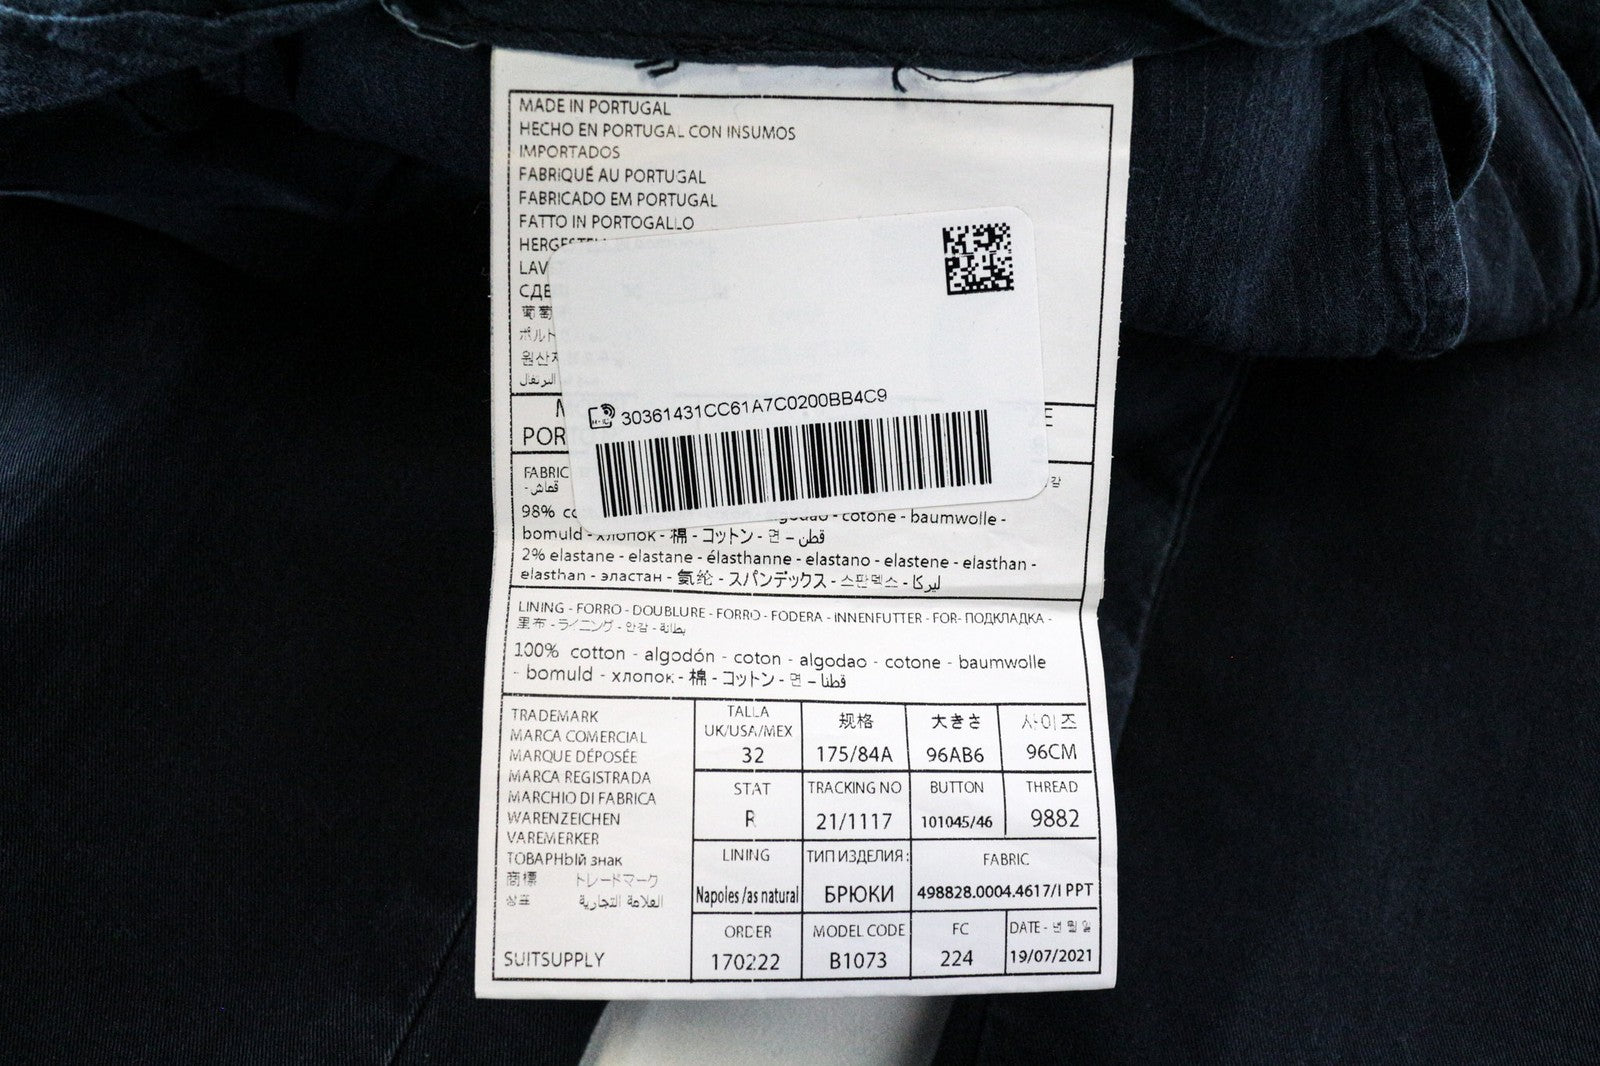 MADE IN PORTUGAL
HECHO EN PORTUGAL CON INSUMOS
IMPORTADOS
FABRIQUÉ AU PORTUGAL
FABRICADO EM PORTUGAL
FATTO IN PORTOGALLO
30361431CC61A7C0200BB4C9
FABRIC
قماش-
98%
- cotone - baumwolle -
bomuld - хлопок - 棉 - コットン - 면 – قطن
2% elastane - elastane - élasthanne - elastano - elastene - elasthan -
elasthan - эластан - 氨纶 - スパンデックス - 스판덱스 - ليركا
LINING - FORRO - DOUBLURE - FORRO - FODERA - INNENFUTTER - FOR- ПОДКЛАДКА -
里布 - ライニング - 안감 - بطانة
100% cotton - algodón - coton - algodao - cotone - baumwolle
- bomuld - хлопок - 棉 - コットン - 면 – قطنا
TRADEMARK
MARCA COMERCIAL
MARQUE DÉPOSÉE
MARCA REGISTRADA
MARCHIO DI FABRICA
WARENZEICHEN
VAREMERKER
ТОВАРНЫЙ знак
商標 トレードマーク
상표 العلامة التجارية
SUITSUPPLY
TALLA 规格 大きさ 사이즈
UK/USA/MEX
32 175/84A 96AB6 96CM
STAT TRACKING NO BUTTON THREAD
R 21/1117 101045/46 9882
LINING ТИП ИЗДЕЛИЯ: FABRIC
Napoles /as natural БРЮКИ 498828.0004.4617/I PPT
ORDER MODEL CODE FC DATE - 년 월 일
170222 B1073 224 19/07/2021